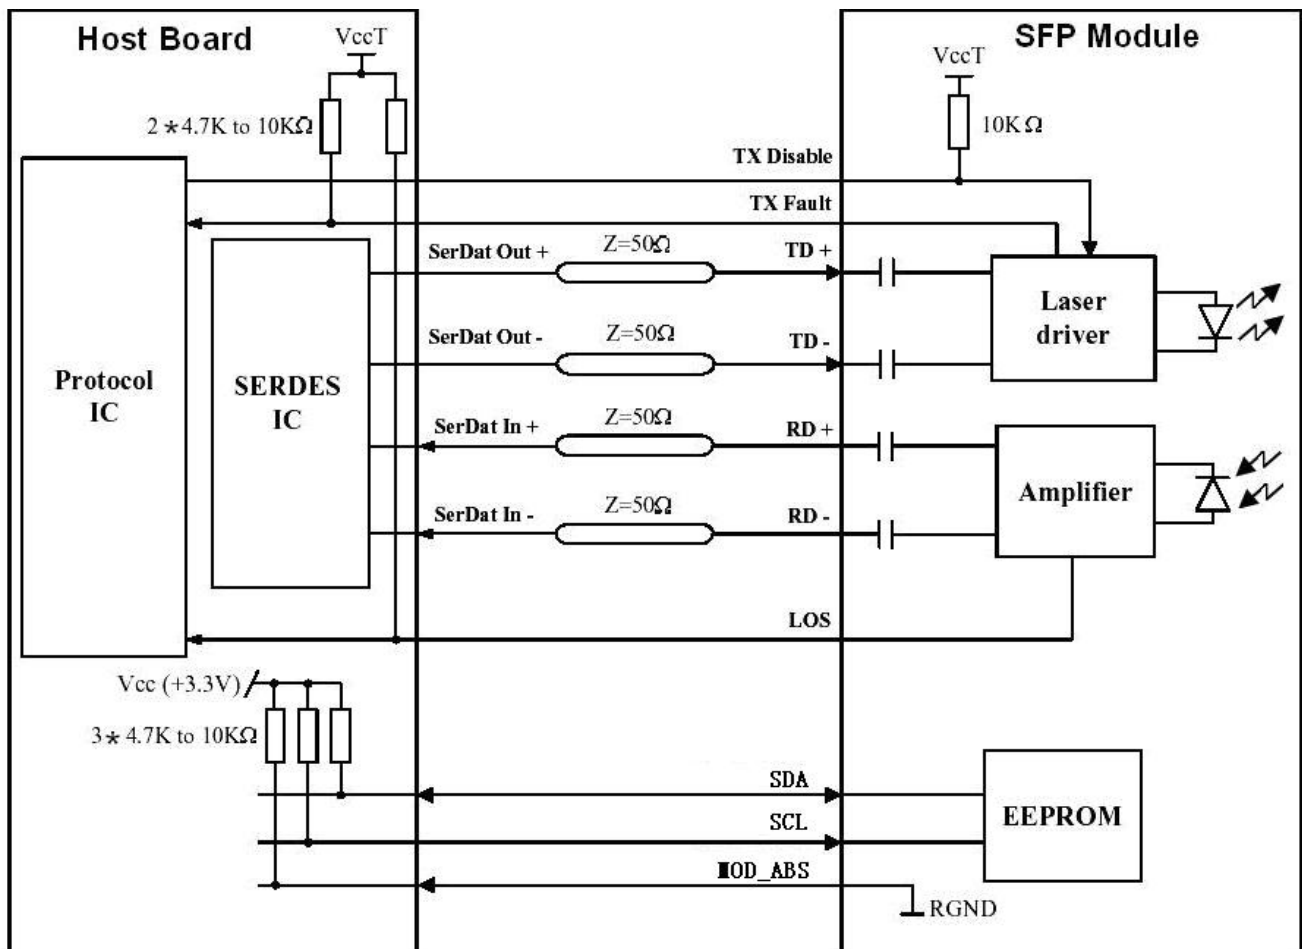 Host Board
SFP Module
VccT
VccT
2*4.7K to 10KΩ
10KΩ
TX Disable
TX Fault
SerDat Out +
Z=50Ω
TD +
Laser
driver
SerDat Out -
Z=50Ω
TD -
Protocol
IC
SERDES
IC
SerDat In +
Z=50Ω
RD +
Amplifier
SerDat In -
Z=50Ω
RD -
LOS
Vcc (+3.3V)
3*4.7K to 10KΩ
SDA
SCL
EEPROM
MOD_ABS
RGND